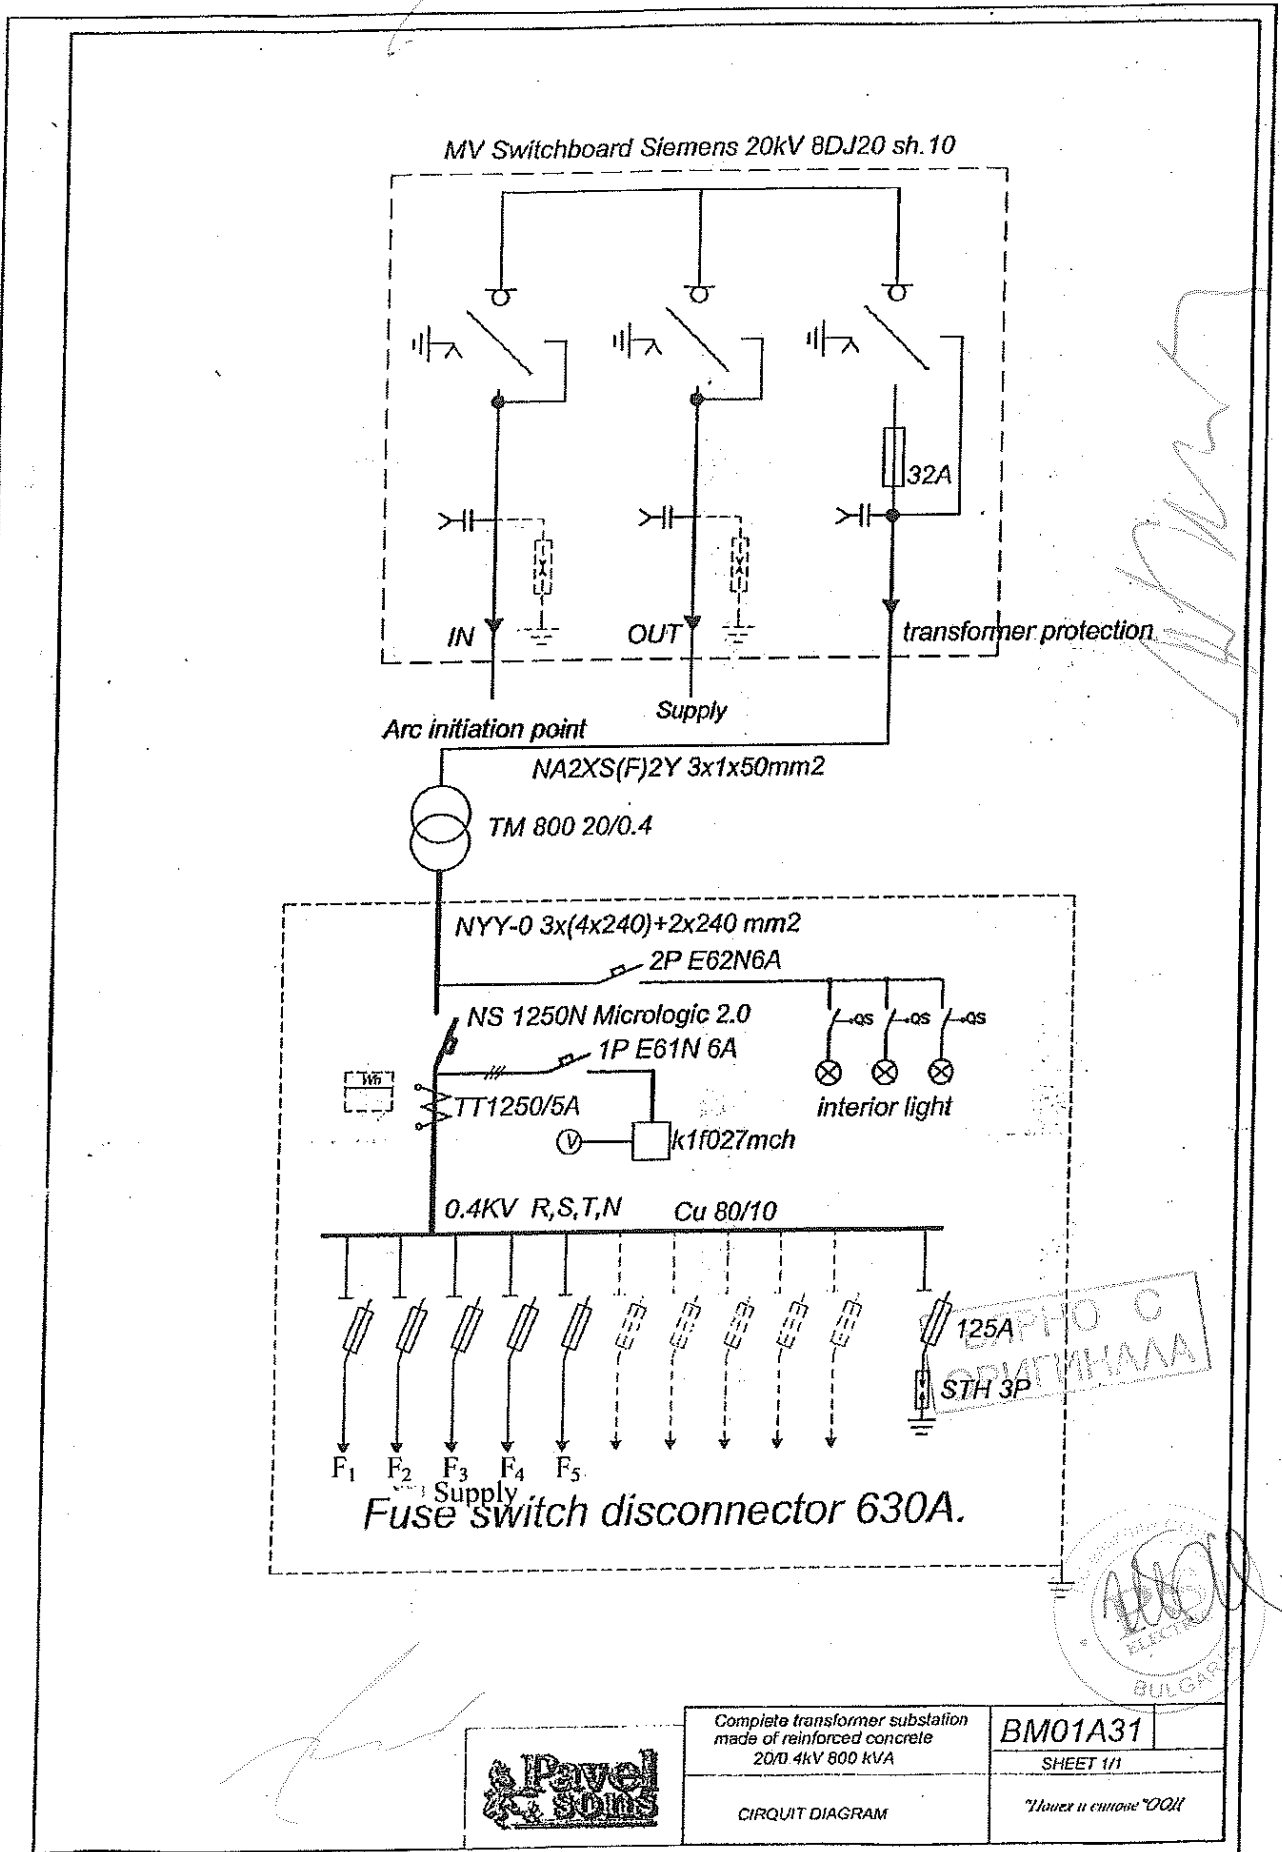 MV Switchboard Siemens 20kV 8DJ20 sh.10
32A
IN
OUT
transformer protection
Arc initiation point
Supply
NA2XS(F)2Y 3x1x50mm2
TM 800 20/0.4
NYY-0 3x(4x240)+2x240 mm2
2P E62N6A
NS 1250N Micrologic 2.0
QS
QS
QS
1P E61N 6A
Wh
TT1250/5A
interior light
V
k1f027mch
0.4KV R,S,T,N Cu 80/10
125A
STH 3P
ВЯРНО С
ОРИГИНАЛА
F1 F2 F3 F4 F5
Supply
Fuse switch disconnector 630A.
ELECTRIC
BULGARIA
Pavel
sons
Complete transformer substation
made of reinforced concrete
20/0.4kV 800 kVA
CIRQUIT DIAGRAM
BM01A31
SHEET 1/1
"Павел и синове "ООД